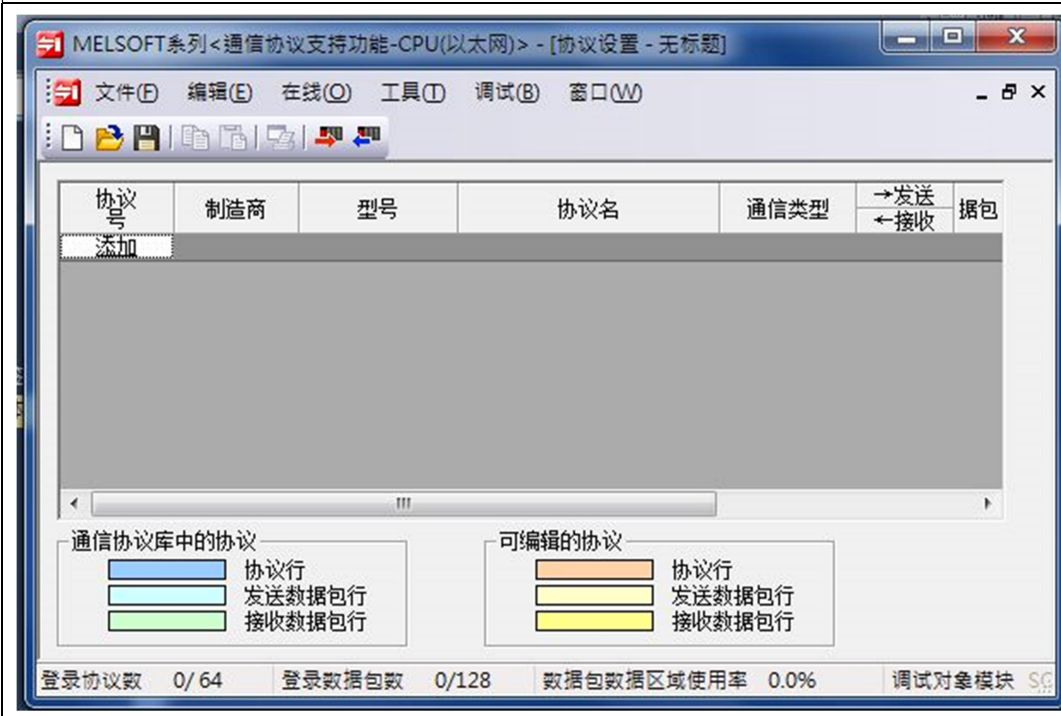 MELSOFT系列<通信协议支持功能-CPU(以太网)> - [协议设置 - 无标题]
文件(F) 编辑(E) 在线(O) 工具(T) 调试(B) 窗口(W)
协议号 制造商 型号 协议名 通信类型 →发送 ←接收 据包
添加
通信协议库中的协议 可编辑的协议
协议行 协议行
发送数据包行 发送数据包行
接收数据包行 接收数据包行
登录协议数 0/ 64 登录数据包数 0/128 数据包数据区域使用率 0.0% 调试对象模块